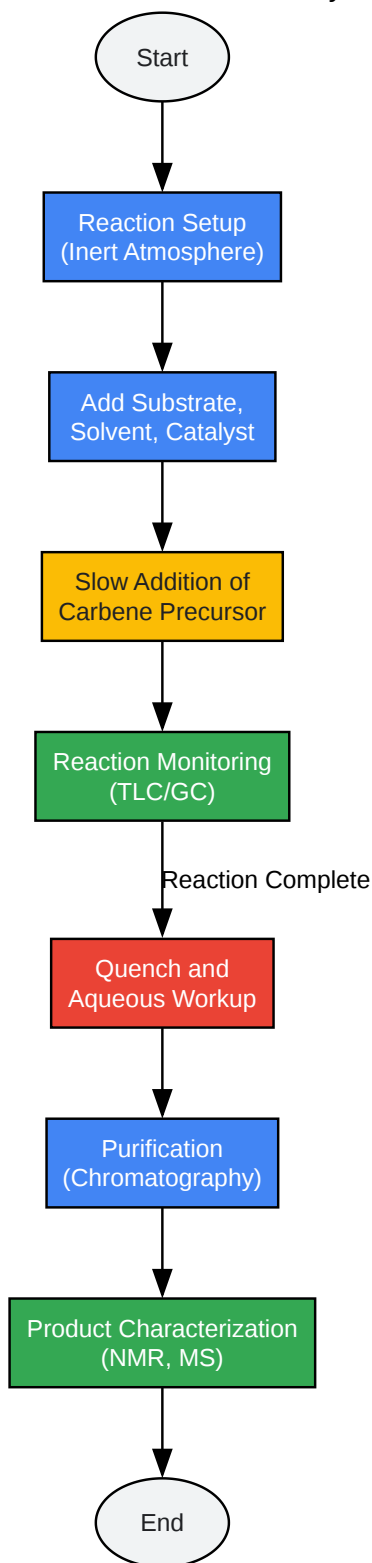 Start
Reaction Setup
(Inert Atmosphere)
Add Substrate,
Solvent, Catalyst
Slow Addition of
Carbene Precursor
Reaction Monitoring
(TLC/GC)
Reaction Complete
Quench and
Aqueous Workup
Purification
(Chromatography)
Product Characterization
(NMR, MS)
End